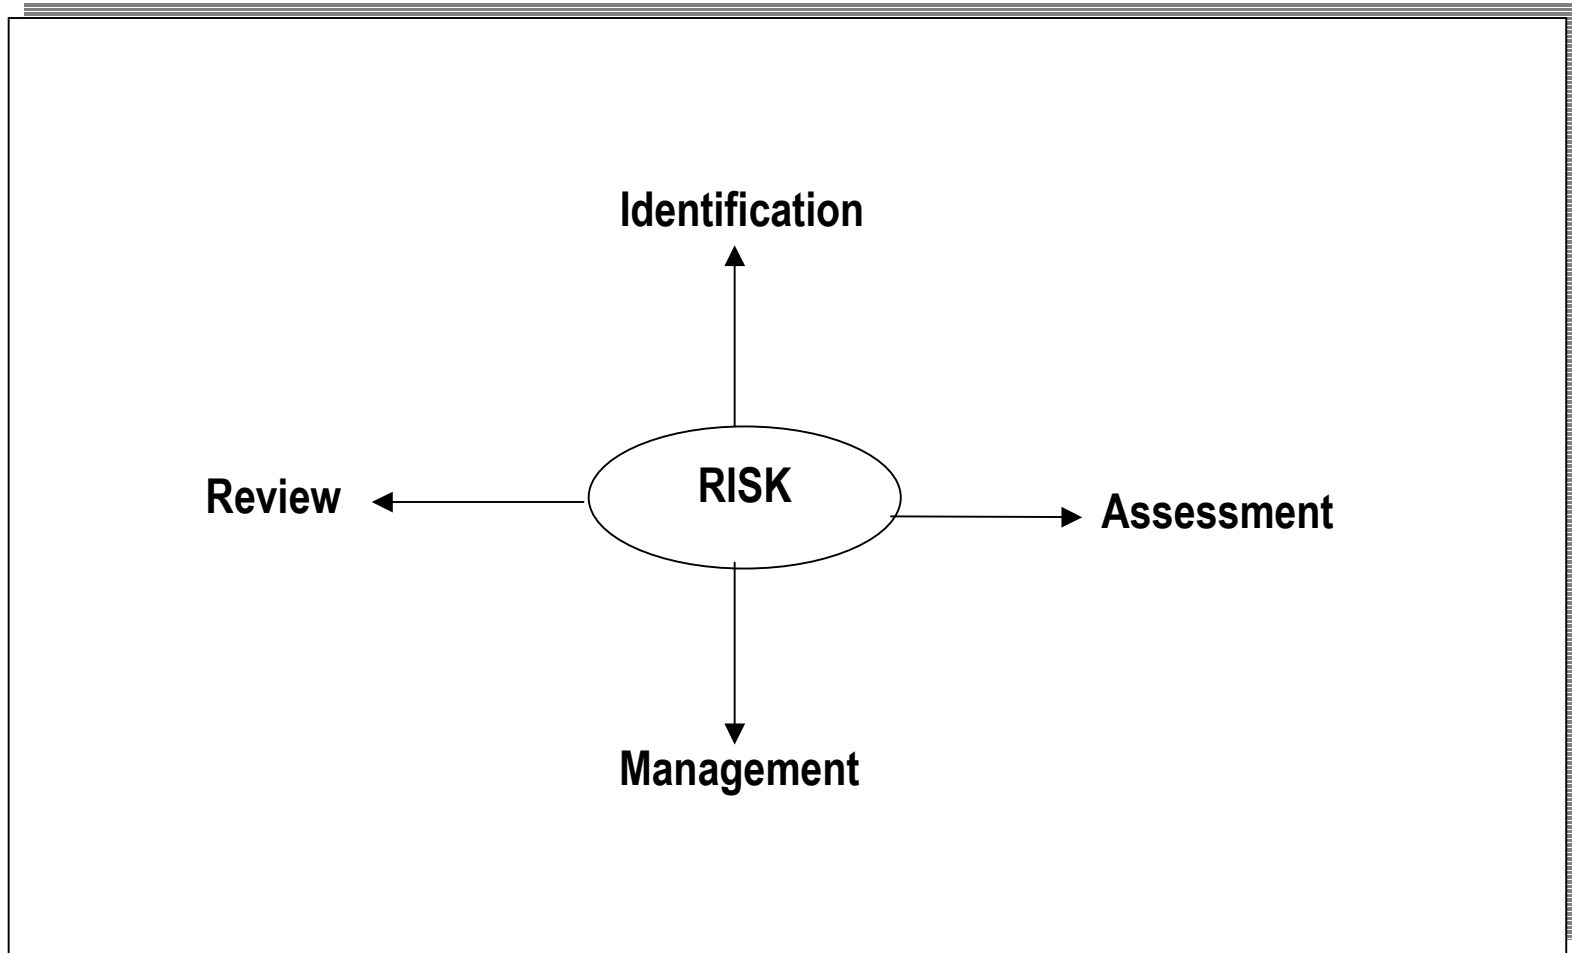 Identification
RISK
Review
Assessment
Management